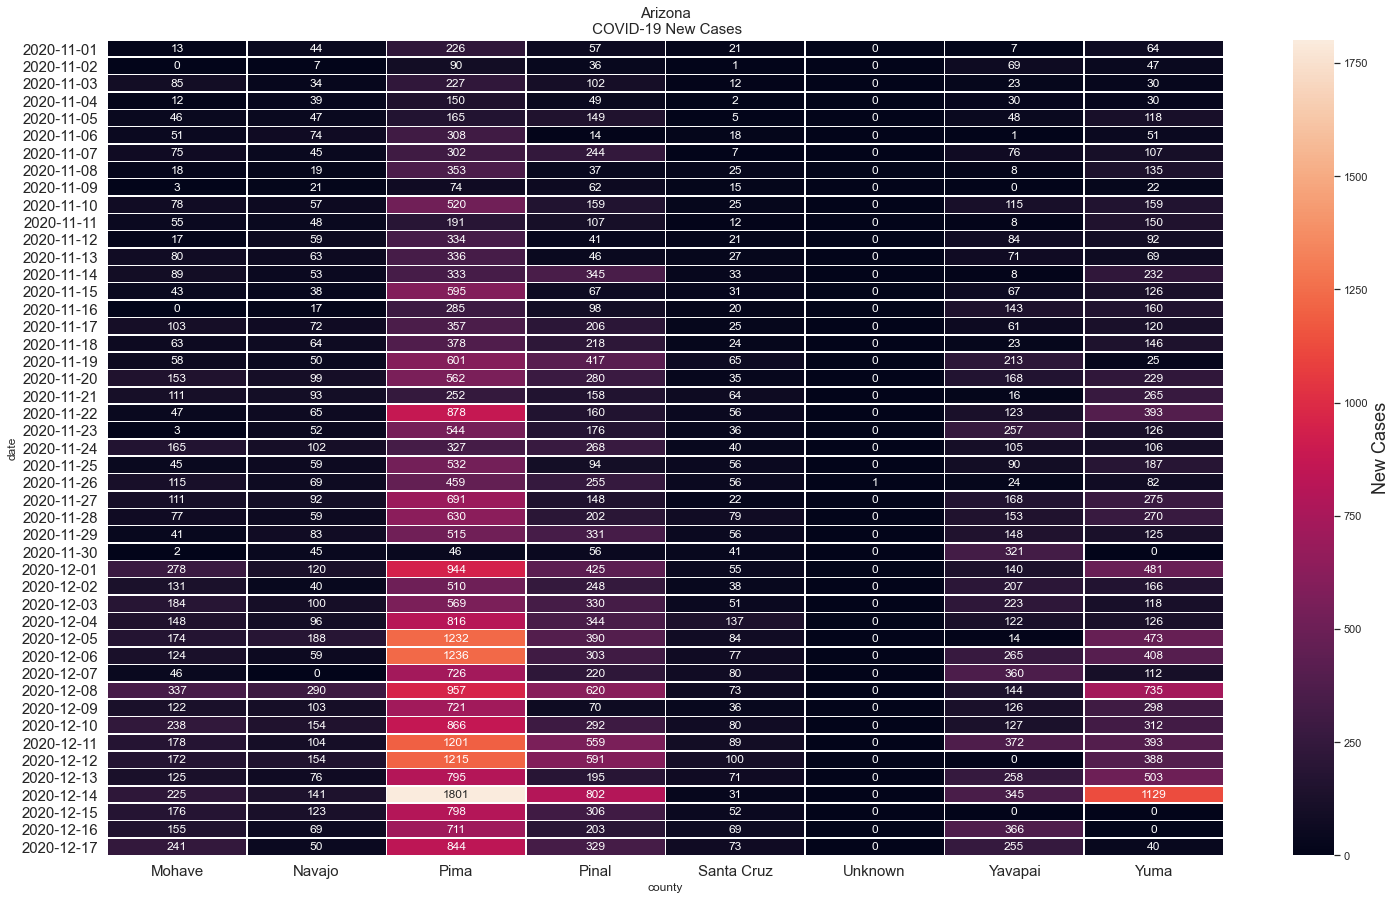 Arizona
COVID-19 New Cases
2020-11-01 13 44 226 57 21 0 7 64
2020-11-02 0 7 90 36 1 0 69 47
2020-11-03 85 34 227 102 12 0 23 30
2020-11-04 12 39 150 49 2 0 30 30
2020-11-05 46 47 165 149 5 0 48 118
2020-11-06 51 74 308 14 18 0 1 51
2020-11-07 75 45 302 244 7 0 76 107
2020-11-08 18 19 353 37 25 0 8 135
2020-11-09 3 21 74 62 15 0 0 22
2020-11-10 78 57 520 159 25 0 115 159
2020-11-11 55 48 191 107 12 0 8 150
2020-11-12 17 59 334 41 21 0 84 92
2020-11-13 80 63 336 46 27 0 71 69
2020-11-14 89 53 333 345 33 0 8 232
2020-11-15 43 38 595 67 31 0 67 126
2020-11-16 0 17 285 98 20 0 143 160
2020-11-17 103 72 357 206 25 0 61 120
2020-11-18 63 64 378 218 24 0 23 146
2020-11-19 58 50 601 417 65 0 213 25
2020-11-20 153 99 562 280 35 0 168 229
2020-11-21 111 93 252 158 64 0 16 265
2020-11-22 47 65 878 160 56 0 123 393
2020-11-23 3 52 544 176 36 0 257 126
2020-11-24 165 102 327 268 40 0 105 106
2020-11-25 45 59 532 94 56 0 90 187
2020-11-26 115 69 459 255 56 1 24 82
2020-11-27 111 92 691 148 22 0 168 275
2020-11-28 77 59 630 202 79 0 153 270
2020-11-29 41 83 515 331 56 0 148 125
2020-11-30 2 45 46 56 41 0 321 0
2020-12-01 278 120 944 425 55 0 140 481
2020-12-02 131 40 510 248 38 0 207 166
2020-12-03 184 100 569 330 51 0 223 118
2020-12-04 148 96 816 344 137 0 122 126
2020-12-05 174 188 1232 390 84 0 14 473
2020-12-06 124 59 1236 303 77 0 265 408
2020-12-07 46 0 726 220 80 0 360 112
2020-12-08 337 290 957 620 73 0 144 735
2020-12-09 122 103 721 70 36 0 126 298
2020-12-10 238 154 866 292 80 0 127 312
2020-12-11 178 104 1201 559 89 0 372 393
2020-12-12 172 154 1215 591 100 0 0 388
2020-12-13 125 76 795 195 71 0 258 503
2020-12-14 225 141 1801 802 31 0 345 1129
2020-12-15 176 123 798 306 52 0 0 0
2020-12-16 155 69 711 203 69 0 366 0
2020-12-17 241 50 844 329 73 0 255 40
Mohave Navajo Pima Pinal Santa Cruz Unknown Yavapai Yuma
county
date
1750
1500
1250
1000
750
500
250
0
New Cases